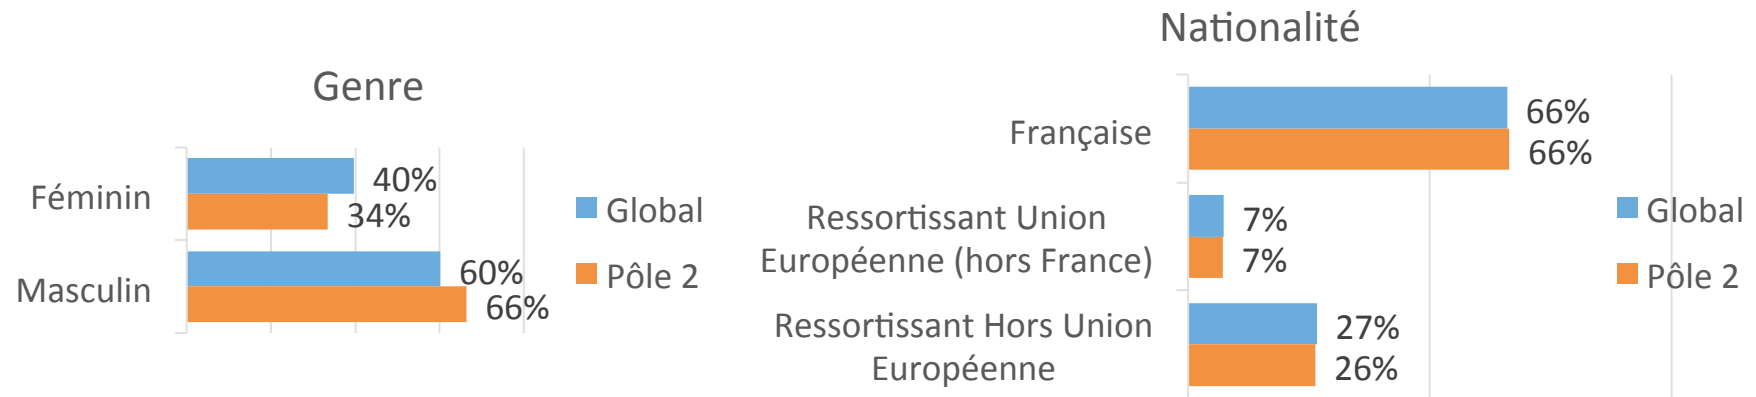 Genre
Féminin
40%
34%
Masculin
60%
66%
Global
Pôle 2
Nationalité
Française
66%
66%
Ressortissant Union
Européenne (hors France)
7%
7%
Ressortissant Hors Union
Européenne
27%
26%
Global
Pôle 2